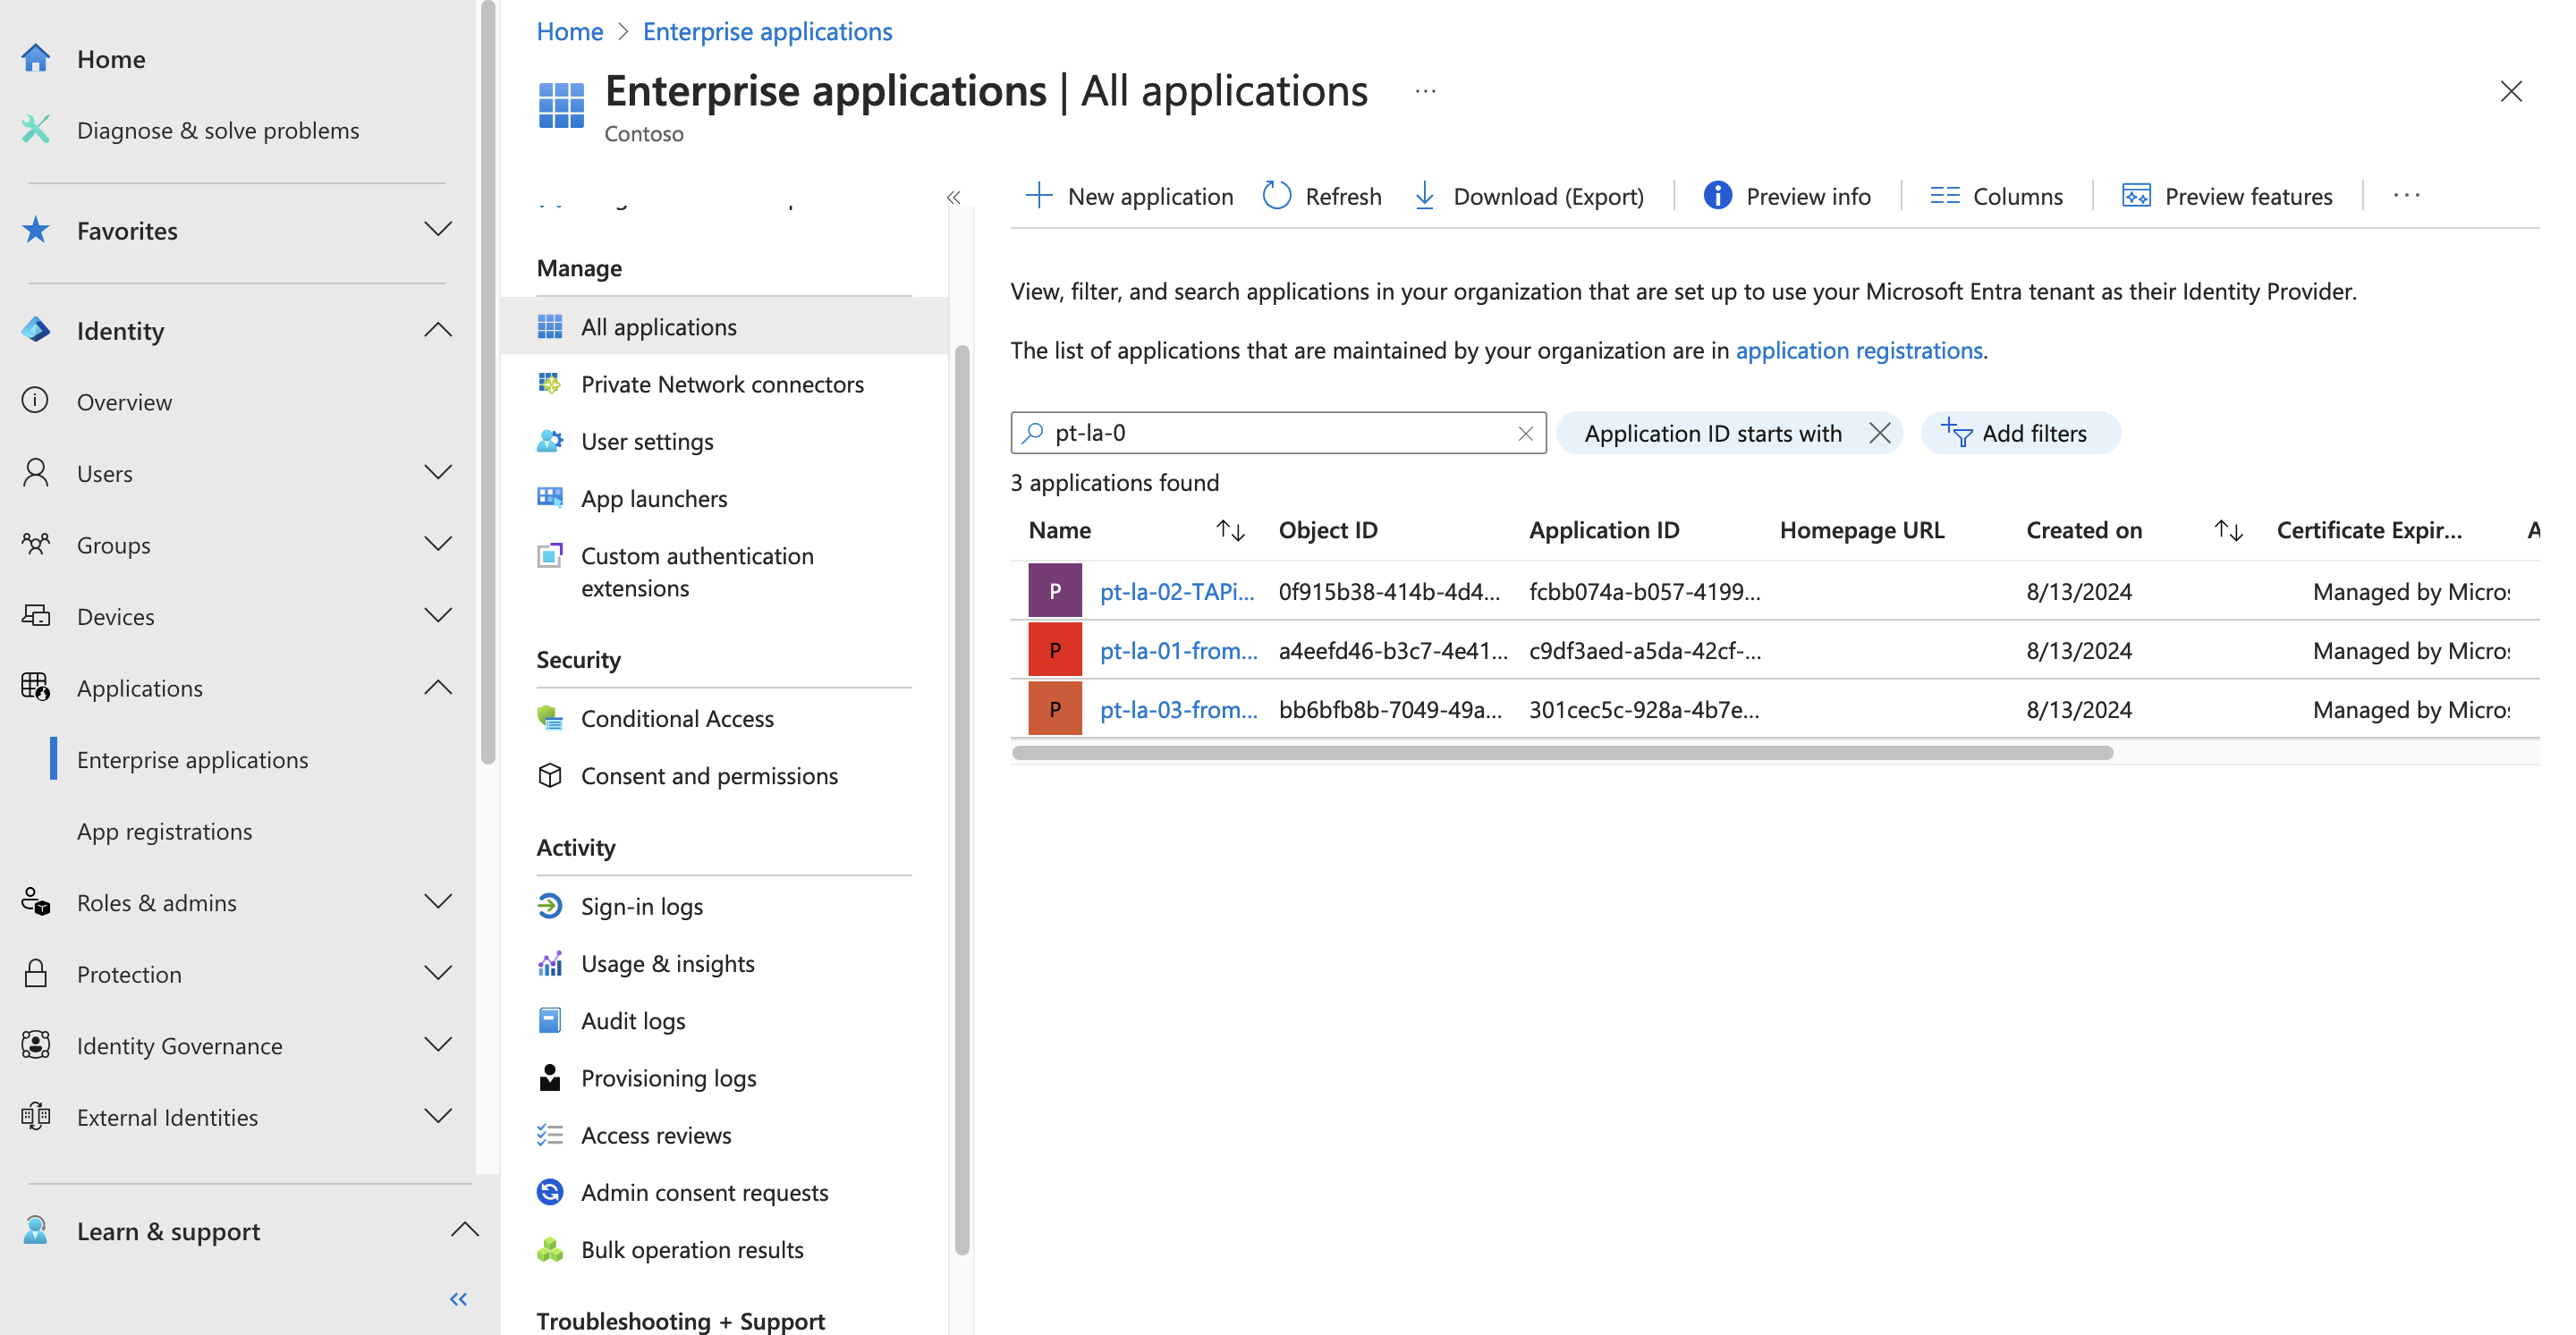 Home
Diagnose & solve problems
Favorites
Identity
Overview
Users
Groups
Devices
Applications
Enterprise applications
App registrations
Roles & admins
Protection
Identity Governance
External Identities
Learn & support
Home > Enterprise applications
Enterprise applications | All applications ...
Contoso
Manage
All applications
Private Network connectors
User settings
App launchers
Custom authentication
extensions
Security
Conditional Access
Consent and permissions
Activity
Sign-in logs
Usage & insights
Audit logs
Provisioning logs
Access reviews
Admin consent requests
Bulk operation results
Troubleshooting + Support
New application Refresh Download (Export) Preview info Columns Preview features ...
View, filter, and search applications in your organization that are set up to use your Microsoft Entra tenant as their Identity Provider.
The list of applications that are maintained by your organization are in application registrations.
pt-la-0 Application ID starts with Add filters
3 applications found
Name Object ID Application ID Homepage URL Created on Certificate Expir... A
P pt-la-02-TAPi... 0f915b38-414b-4d4... fcbb074a-b057-4199... 8/13/2024 Managed by Micros
P pt-la-01-from... a4eefd46-b3c7-4e41... c9df3aed-a5da-42cf-... 8/13/2024 Managed by Micros
P pt-la-03-from... bb6bfb8b-7049-49a... 301cec5c-928a-4b7e... 8/13/2024 Managed by Micros